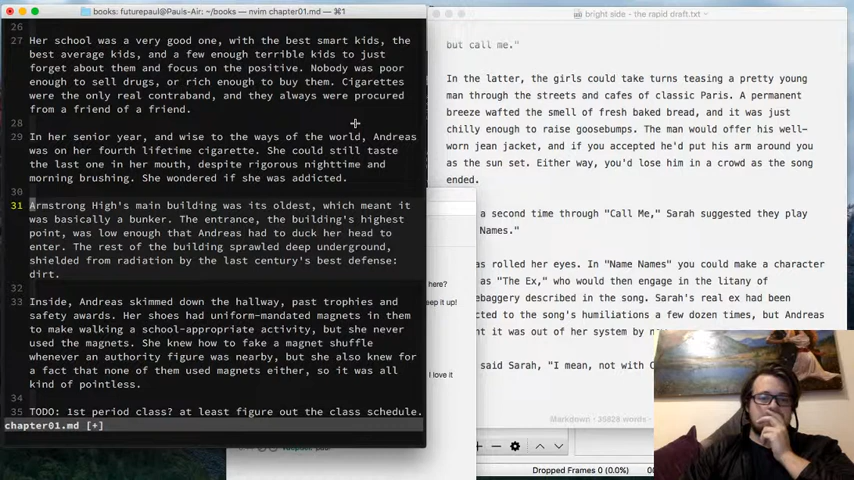 books: futurepaul@Pauls-Air: ~/books — nvim chapter01.md — ⌘1
26
27 Her school was a very good one, with the best smart kids, the
best average kids, and a few enough terrible kids to just
forget about them and focus on the positive. Nobody was poor
enough to sell drugs, or rich enough to buy them. Cigarettes
were the only real contraband, and they always were procured
from a friend of a friend.
28
29 In her senior year, and wise to the ways of the world, Andreas
was on her fourth lifetime cigarette. She could still taste
the last one in her mouth, despite rigorous nighttime and
morning brushing. She wondered if she was addicted.
30
31 Armstrong High's main building was its oldest, which meant it
was basically a bunker. The entrance, the building's highest
point, was low enough that Andreas had to duck her head to
enter. The rest of the building sprawled deep underground,
shielded from radiation by the last century's best defense:
dirt.
32
33 Inside, Andreas skimmed down the hallway, past trophies and
safety awards. Her shoes had uniform-mandated magnets in them
to make walking a school-appropriate activity, but she never
used the magnets. She knew how to fake a magnet shuffle
whenever an authority figure was nearby, but she also knew for
a fact that none of them used magnets either, so it was all
kind of pointless.
34
35 TODO: 1st period class? at least figure out the class schedule.
chapter01.md [+]
bright side - the rapid draft.txt
but call me."
In the latter, the girls could take turns teasing a pretty young
man through the streets and cafes of classic Paris. A permanent
breeze wafted the smell of fresh baked bread, and it was just
chilly enough to raise goosebumps. The man would offer his well-
worn jean jacket, and if you accepted he'd put his arm around you
as the sun set. Either way, you'd lose him in a crowd as the song
ended.
a second time through "Call Me," Sarah suggested they play
Names."
as rolled her eyes. In "Name Names" you could make a character
as "The Ex," who would then engage in the litany of
ebaggery described in the song. Sarah's real ex had been
cted to the song's humiliations a few dozen times, but Andreas
t it was out of her system by n
said Sarah, "I mean, not with C
here?
eep it up!
I love it
Markdown 35828 words
Dropped Frames 0 (0.0%)